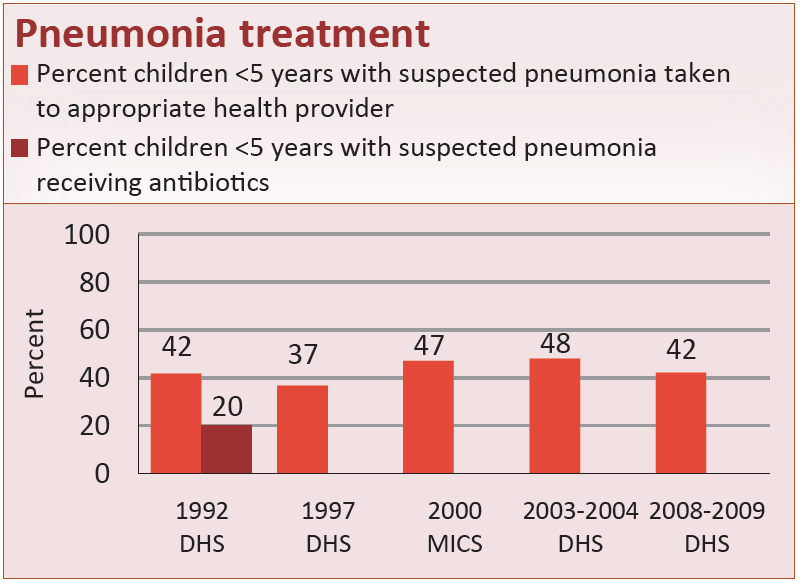 Pneumonia treatment
Percent children <5 years with suspected pneumonia taken
to appropriate health provider
Percent children <5 years with suspected pneumonia
receiving antibiotics
Percent
100
80
60
40
20
0
42
20
37
47
48
42
1992 1997 2000 2003-2004 2008-2009
DHS DHS MICS DHS DHS